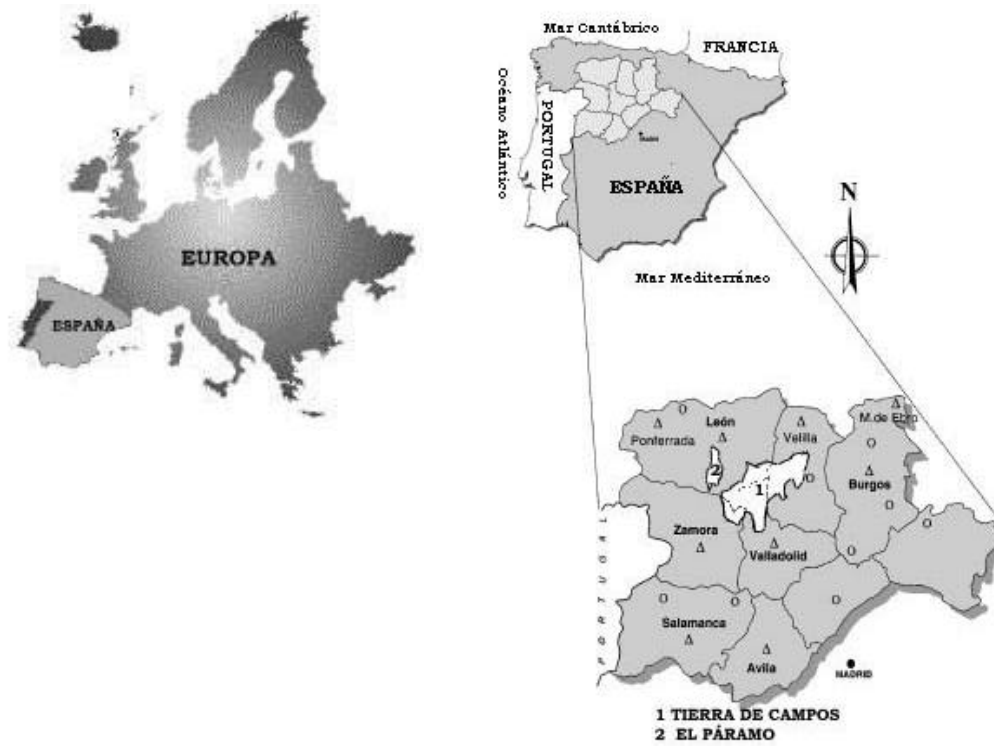 EUROPA
ESPAÑA
Mar Cantábrico
FRANCIA
Océano Atlántico
PORTUGAL
ESPAÑA
Mar Mediterráneo
N
M.de Ebro
León
Velilla
Ponferrada
2
1
Burgos
Zamora
Valladolid
PORTUGAL
Salamanca
Avila
MADRID
1 TIERRA DE CAMPOS
2 EL PÁRAMO